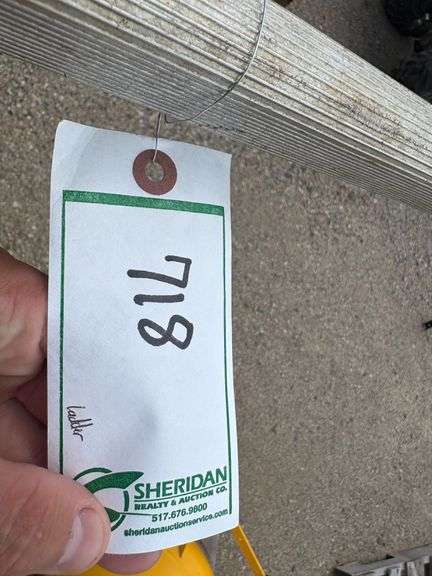 718
Ladder
SHERIDAN
REALTY & AUCTION CO.
517.676.9800
sheridanauctionservice.com